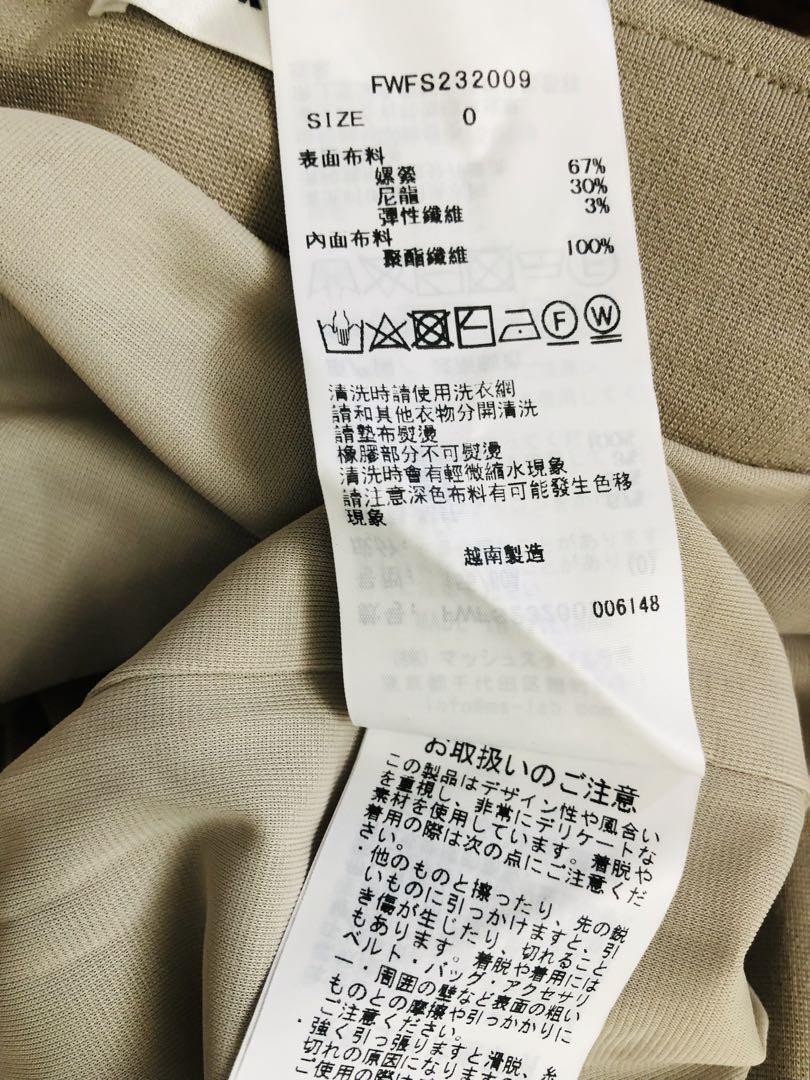 FWFS232009
SIZE 0
表面布料
嫘縈 67%
尼龍 30%
彈性纖維 3%
內面布料
聚酯纖維 100%
F W
清洗時請使用洗衣網
請和其他衣物分開清洗
請墊布熨燙
橡膠部分不可熨燙
清洗時會有輕微縮水現象
請注意深色布料有可能發生色移
現象
越南製造
006148
お取扱いのご注意
この製品はデザイン性や風合い
を重視し、非常にデリケートな
素材を使用しています。着脱や
着用の際は次の点にご注意くだ
さい。
・他のものと擦ったり、先の鋭
いものに引っかけますと、引
き傷が生じたり、切れること
もあります。着脱や着用には
ベルト・バッグ・アクセサリ
ー・周囲の壁など表面の粗い
ものとの摩擦や引っかかりに
ご注意ください。
・強く引っ張りますと滑脱、糸
切れの原因になります
ご使用の際は